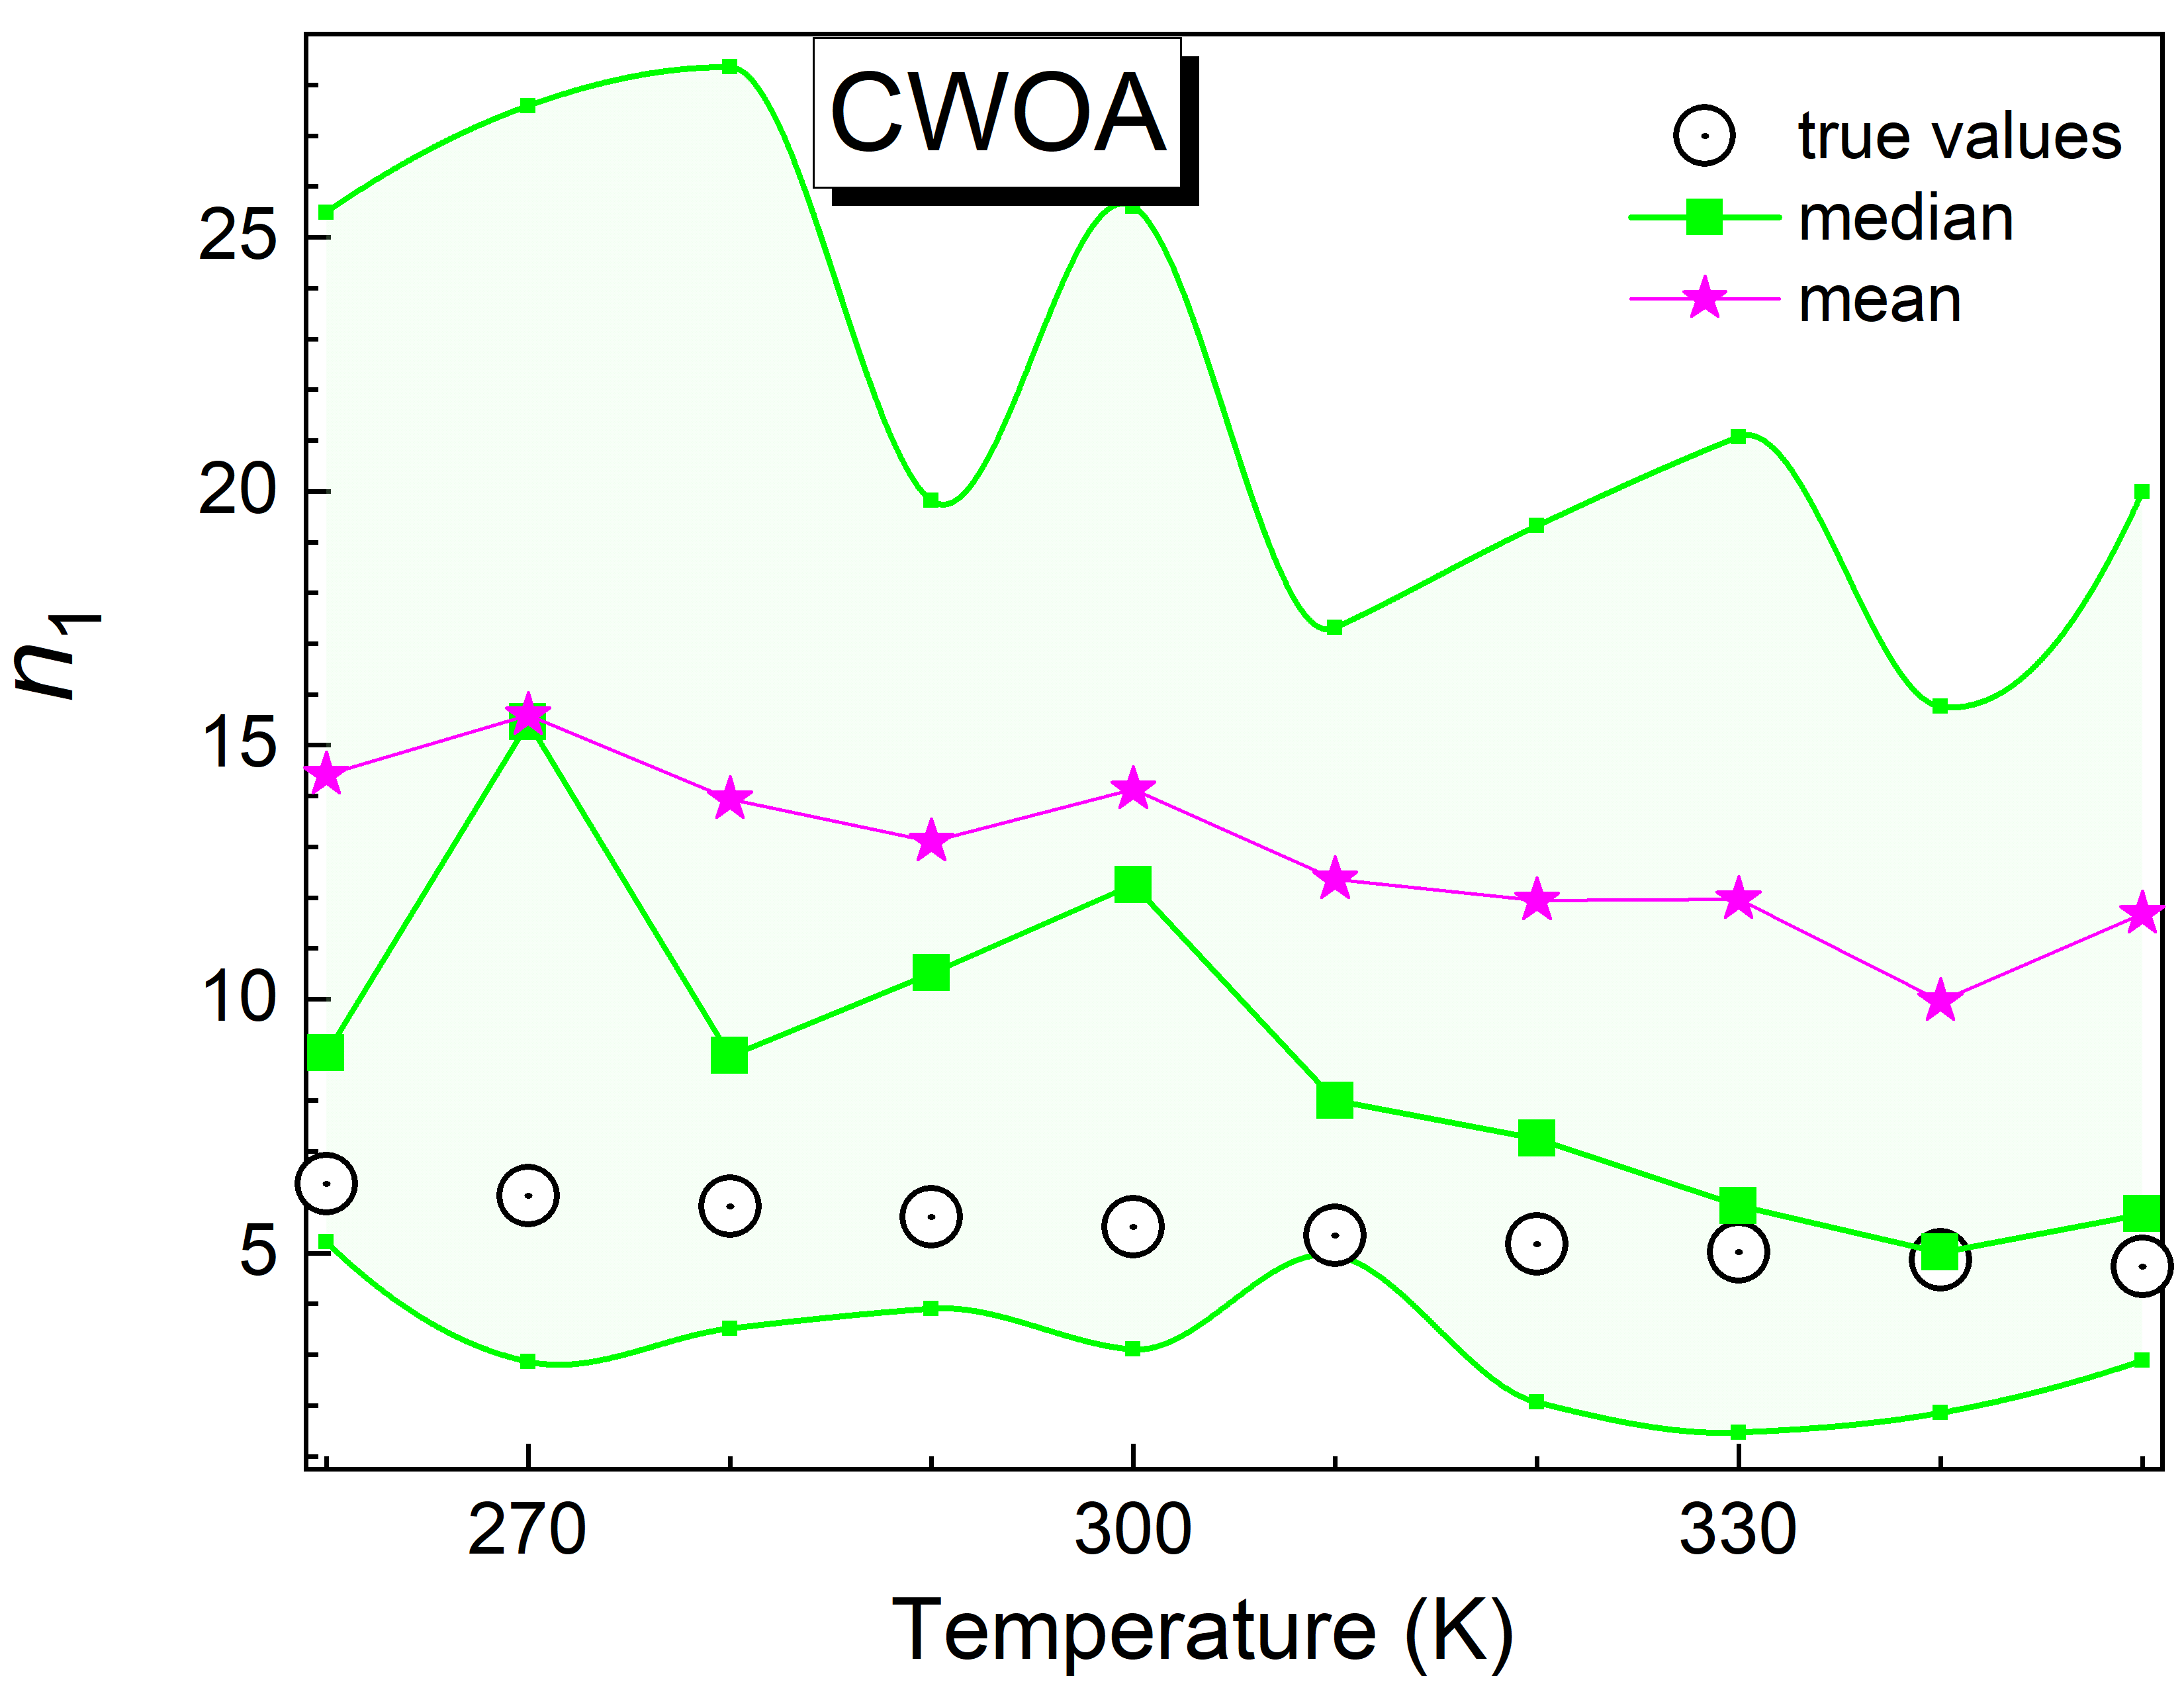 CWOA
true values
median
mean
25
20
15
10
5
n1
270 300 330
Temperature (K)